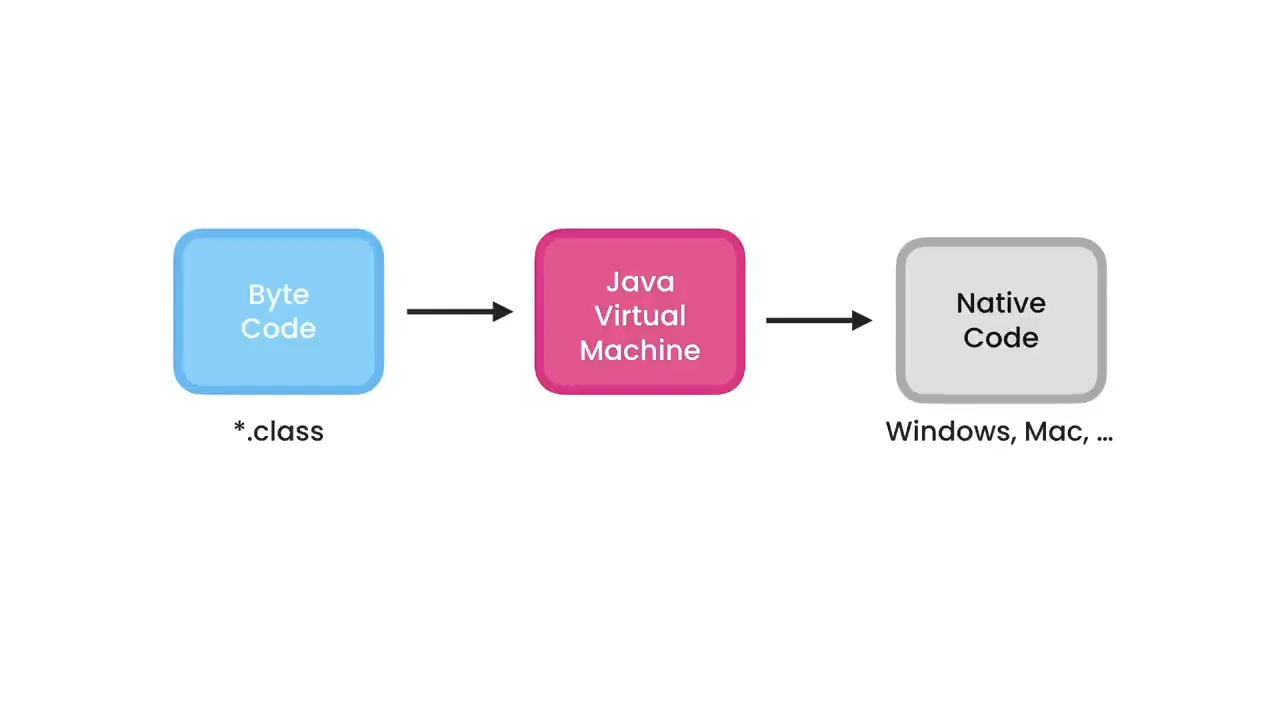 Byte
Code
*.class
Java
Virtual
Machine
Native
Code
Windows, Mac, ...